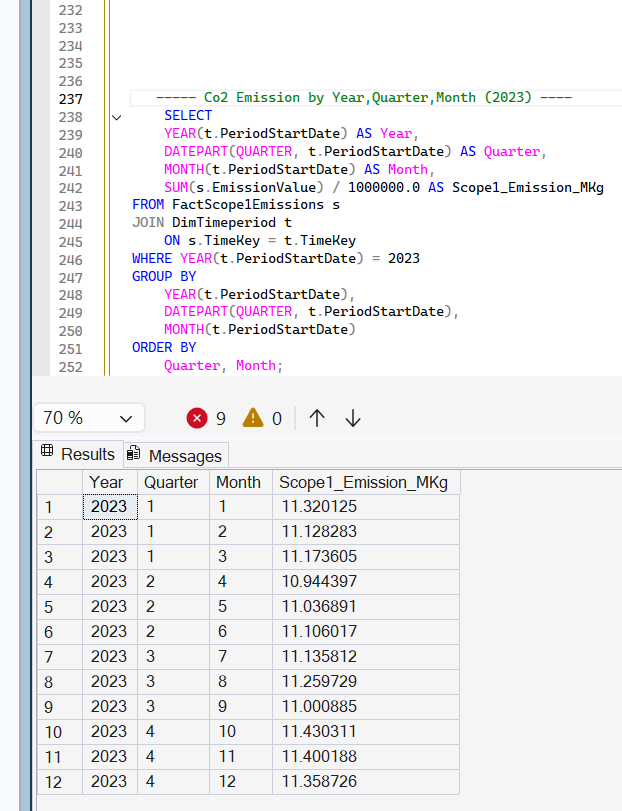 232
233
234
235
236
237 ----- Co2 Emission by Year,Quarter,Month (2023) ----
238 SELECT
239 YEAR(t.PeriodStartDate) AS Year,
240 DATEPART(QUARTER, t.PeriodStartDate) AS Quarter,
241 MONTH(t.PeriodStartDate) AS Month,
242 SUM(s.EmissionValue) / 1000000.0 AS Scope1_Emission_MKg
243 FROM FactScope1Emissions s
244 JOIN DimTimeperiod t
245 ON s.TimeKey = t.TimeKey
246 WHERE YEAR(t.PeriodStartDate) = 2023
247 GROUP BY
248 YEAR(t.PeriodStartDate),
249 DATEPART(QUARTER, t.PeriodStartDate),
250 MONTH(t.PeriodStartDate)
251 ORDER BY
252 Quarter, Month;
70 % 9 0
Results Messages
Year Quarter Month Scope1_Emission_MKg
1 2023 1 1 11.320125
2 2023 1 2 11.128283
3 2023 1 3 11.173605
4 2023 2 4 10.944397
5 2023 2 5 11.036891
6 2023 2 6 11.106017
7 2023 3 7 11.135812
8 2023 3 8 11.259729
9 2023 3 9 11.000885
10 2023 4 10 11.430311
11 2023 4 11 11.400188
12 2023 4 12 11.358726